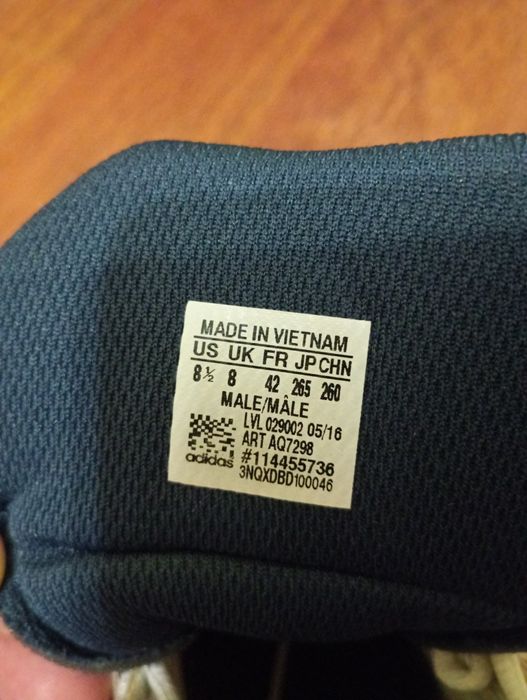 MADE IN VIETNAM
US UK FR JP CHN
8½ 8 42 265 260
MALE/MÂLE
LVL 029002 05/16
ART AQ7298
#114455736
3NQXDBD100046
adidas